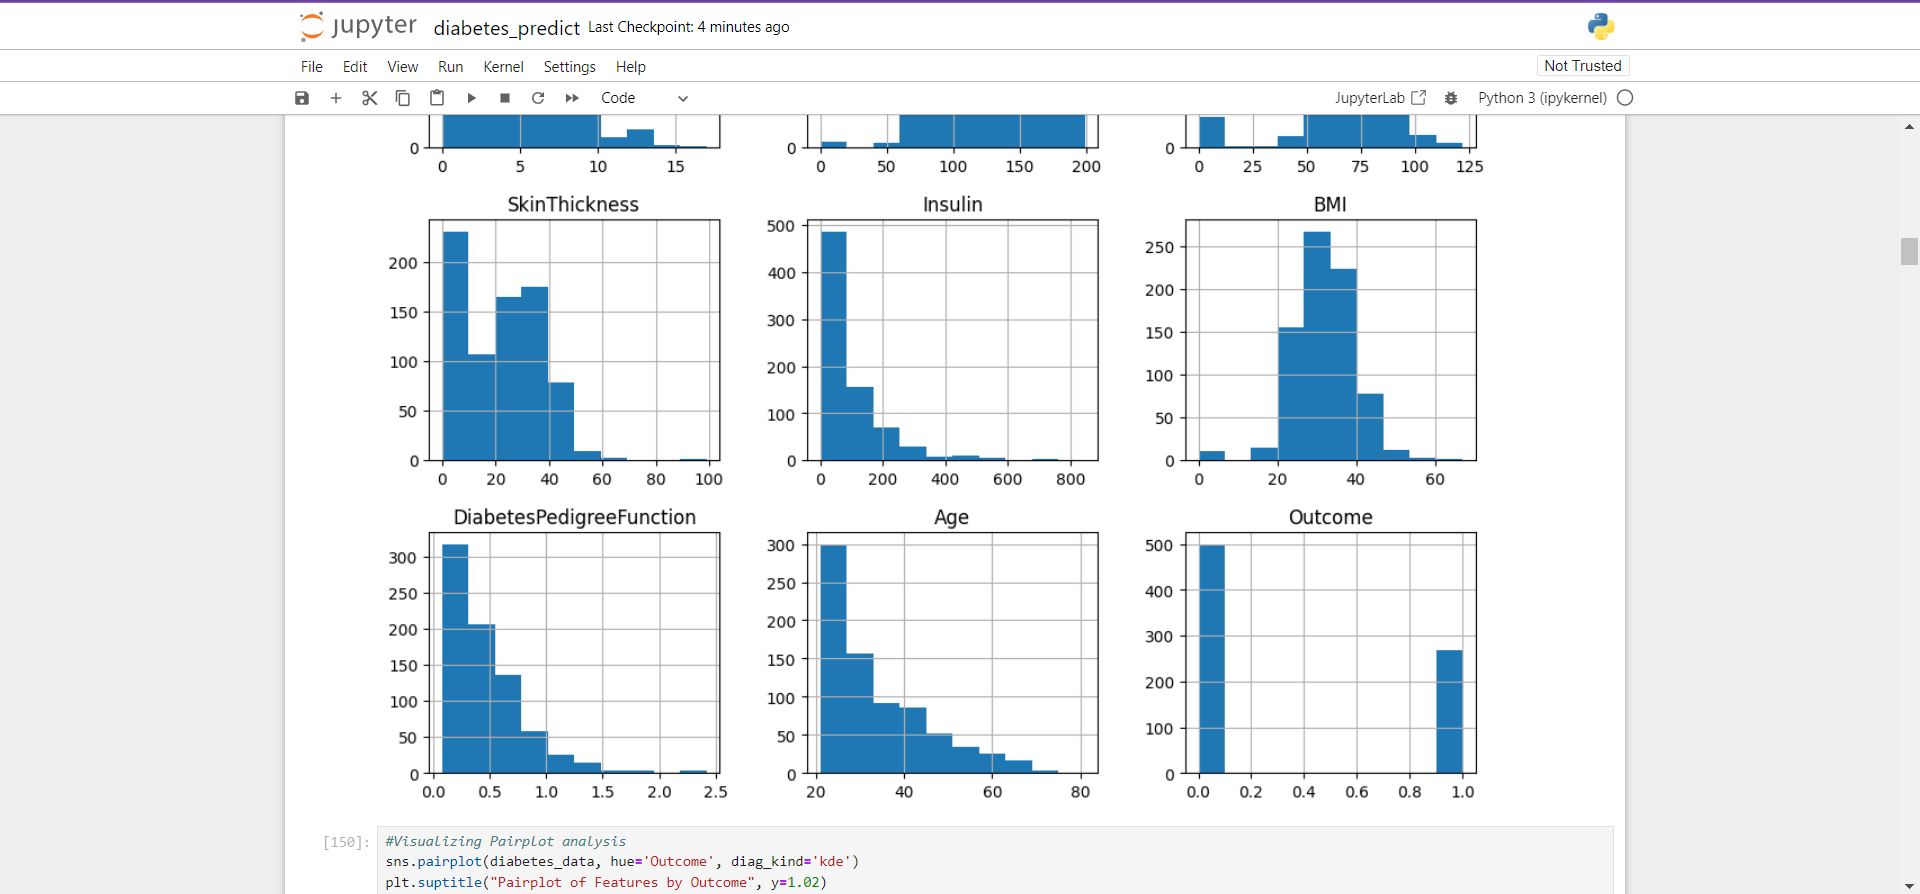 jupyter diabetes_predict Last Checkpoint: 4 minutes ago
File Edit View Run Kernel Settings Help
Not Trusted
Code
JupyterLab
Python 3 (ipykernel)
0
0 5 10 15
0
0 50 100 150 200
0
0 25 50 75 100 125
SkinThickness
200
150
100
50
0
0 20 40 60 80 100
Insulin
500
400
300
200
100
0
0 200 400 600 800
BMI
250
200
150
100
50
0
0 20 40 60
DiabetesPedigreeFunction
300
250
200
150
100
50
0
0.0 0.5 1.0 1.5 2.0 2.5
Age
300
250
200
150
100
50
0
20 40 60 80
Outcome
500
400
300
200
100
0
0.0 0.2 0.4 0.6 0.8 1.0
[150]:
#Visualizing Pairplot analysis
sns.pairplot(diabetes_data, hue='Outcome', diag_kind='kde')
plt.suptitle("Pairplot of Features by Outcome", y=1.02)